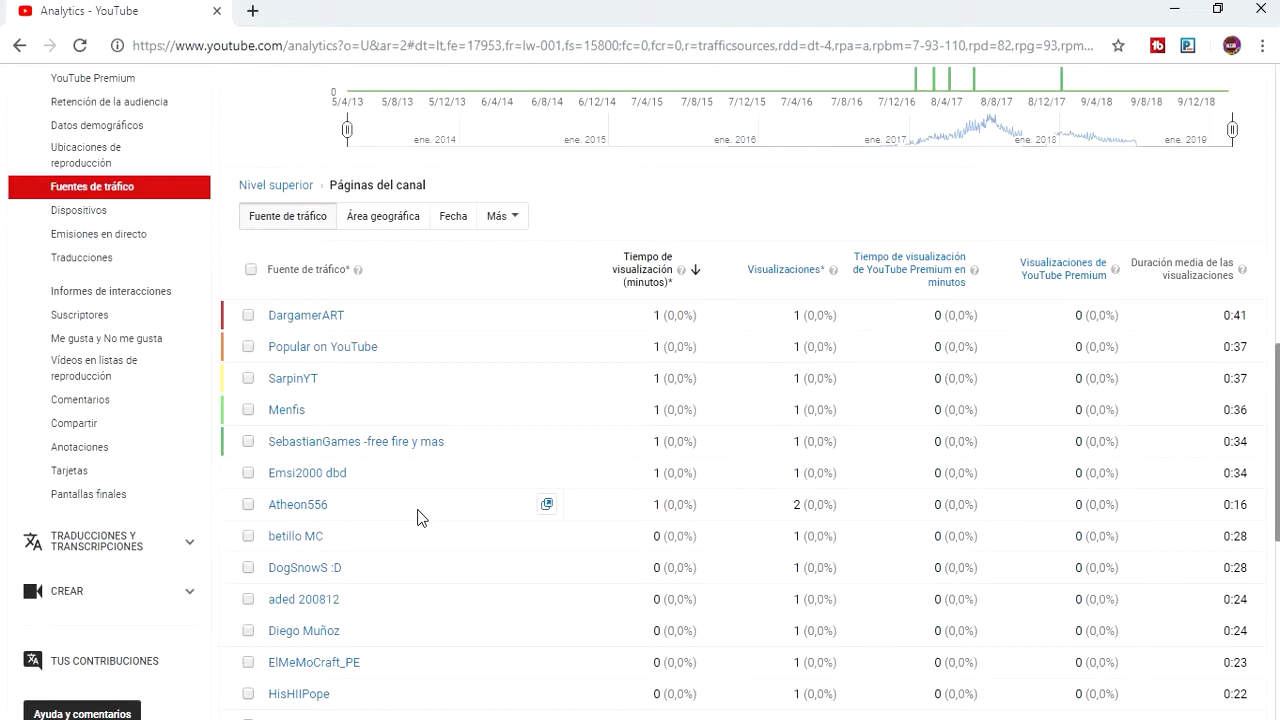 Analytics - YouTube
https://www.youtube.com/analytics?o=U&ar=2#dt=lt,fe=17953,fr=lw-001,fs=15800;fc=0,fcr=0,r=trafficsources,rdd=dt-4,rpa=a,rpbm=7-93-110,rpd=82,rpg=93,rpm...
YouTube Premium
Retención de la audiencia
Datos demográficos
Ubicaciones de
reproducción
Fuentes de tráfico
Dispositivos
Emisiones en directo
Traducciones
Informes de interacciones
Suscriptores
Me gusta y No me gusta
Vídeos en listas de
reproducción
Comentarios
Compartir
Anotaciones
Tarjetas
Pantallas finales
TRADUCCIONES Y
TRANSCRIPCIONES
CREAR
TUS CONTRIBUCIONES
Ayuda y comentarios
0
5/4/13 5/8/13 5/12/13 6/4/14 6/8/14 6/12/14 7/4/15 7/8/15 7/12/15 7/4/16 7/8/16 7/12/16 8/4/17 8/8/17 8/12/17 9/4/18 9/8/18 9/12/18
ene. 2014 ene. 2015 ene. 2016 ene. 2017 ene. 2018 ene. 2019
Nivel superior › Páginas del canal
Fuente de tráfico Área geográfica Fecha Más
Fuente de tráfico* ?
Tiempo de
visualización ?
(minutos)*
Visualizaciones* ?
Tiempo de visualización
de YouTube Premium en ?
minutos
Visualizaciones de
YouTube Premium ?
Duración media de las
visualizaciones ?
DargamerART 1 (0,0%) 1 (0,0%) 0 (0,0%) 0 (0,0%) 0:41
Popular on YouTube 1 (0,0%) 1 (0,0%) 0 (0,0%) 0 (0,0%) 0:37
SarpinYT 1 (0,0%) 1 (0,0%) 0 (0,0%) 0 (0,0%) 0:37
Menfis 1 (0,0%) 1 (0,0%) 0 (0,0%) 0 (0,0%) 0:36
SebastianGames -free fire y mas 1 (0,0%) 1 (0,0%) 0 (0,0%) 0 (0,0%) 0:34
Emsi2000 dbd 1 (0,0%) 1 (0,0%) 0 (0,0%) 0 (0,0%) 0:34
Atheon556 1 (0,0%) 2 (0,0%) 0 (0,0%) 0 (0,0%) 0:16
betillo MC 0 (0,0%) 1 (0,0%) 0 (0,0%) 0 (0,0%) 0:28
DogSnowS :D 0 (0,0%) 1 (0,0%) 0 (0,0%) 0 (0,0%) 0:28
aded 200812 0 (0,0%) 1 (0,0%) 0 (0,0%) 0 (0,0%) 0:24
Diego Muñoz 0 (0,0%) 1 (0,0%) 0 (0,0%) 0 (0,0%) 0:24
ElMeMoCraft_PE 0 (0,0%) 1 (0,0%) 0 (0,0%) 0 (0,0%) 0:23
HisHIIPope 0 (0,0%) 1 (0,0%) 0 (0,0%) 0 (0,0%) 0:22